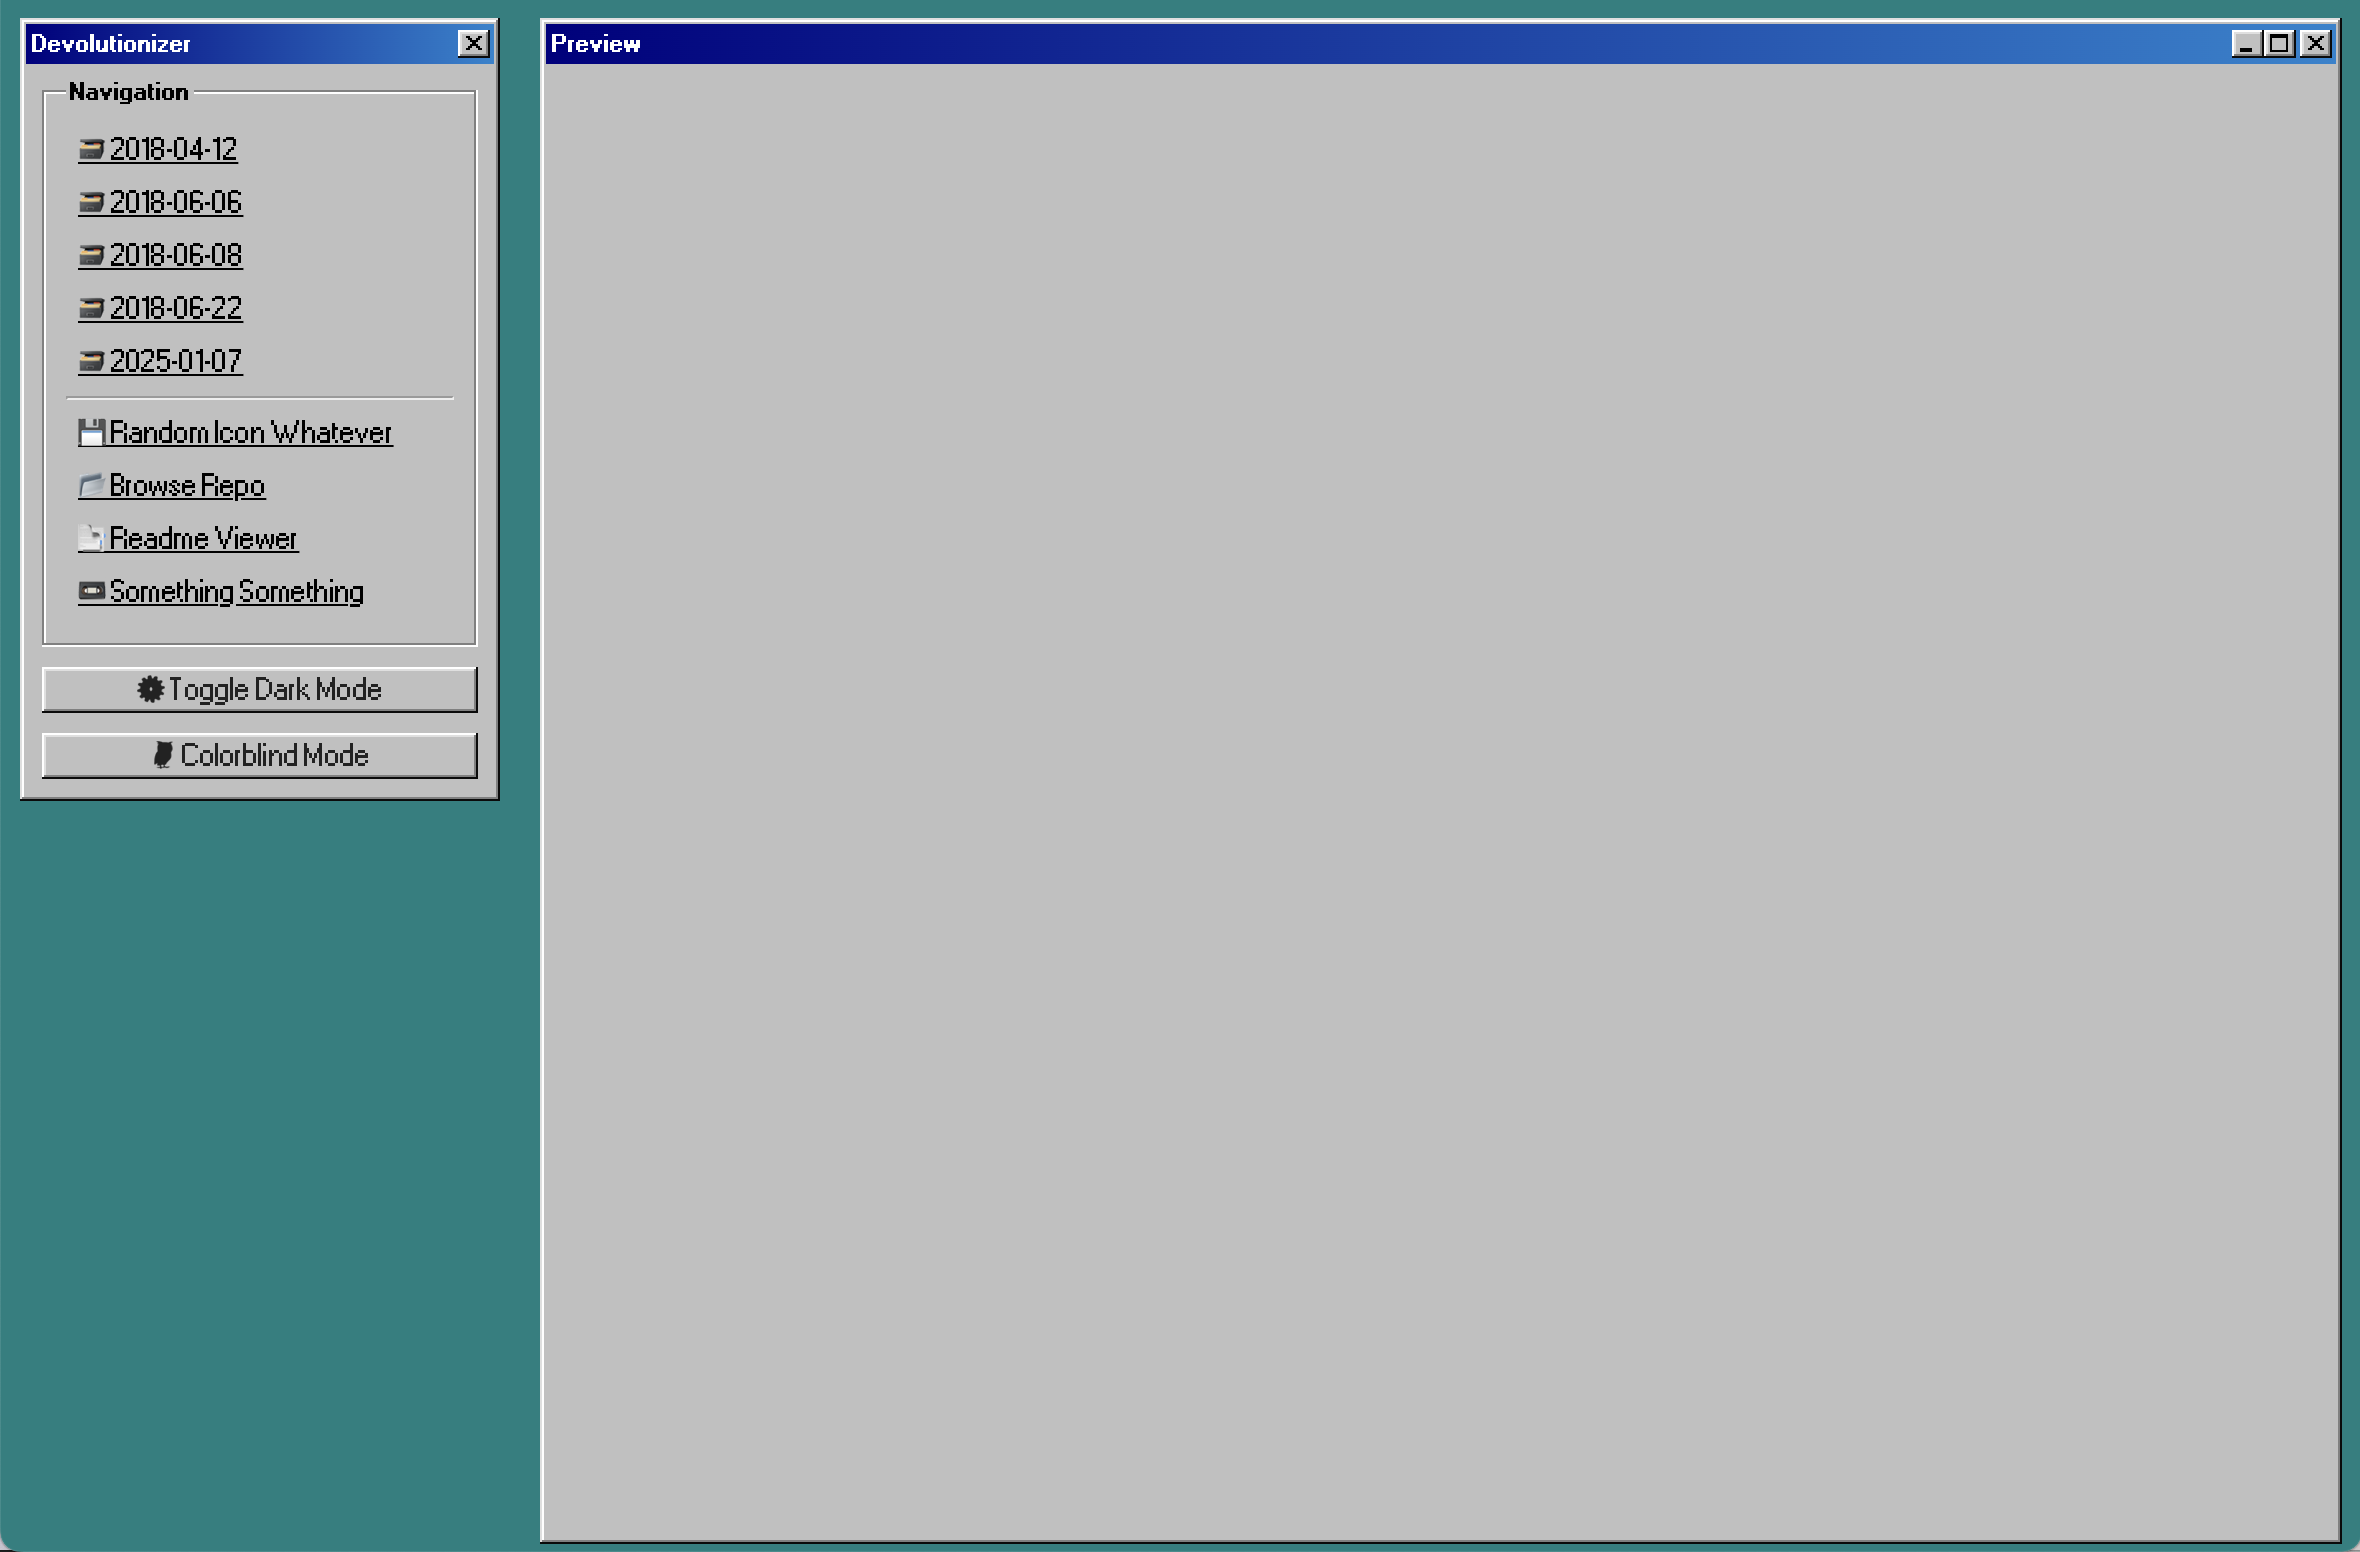 Devolutionizer
Navigation
2018-04-12
2018-06-06
2018-06-08
2018-06-22
2025-01-07
Random Icon Whatever
Browse Repo
Readme Viewer
Something Something
Toggle Dark Mode
Colorblind Mode
Preview